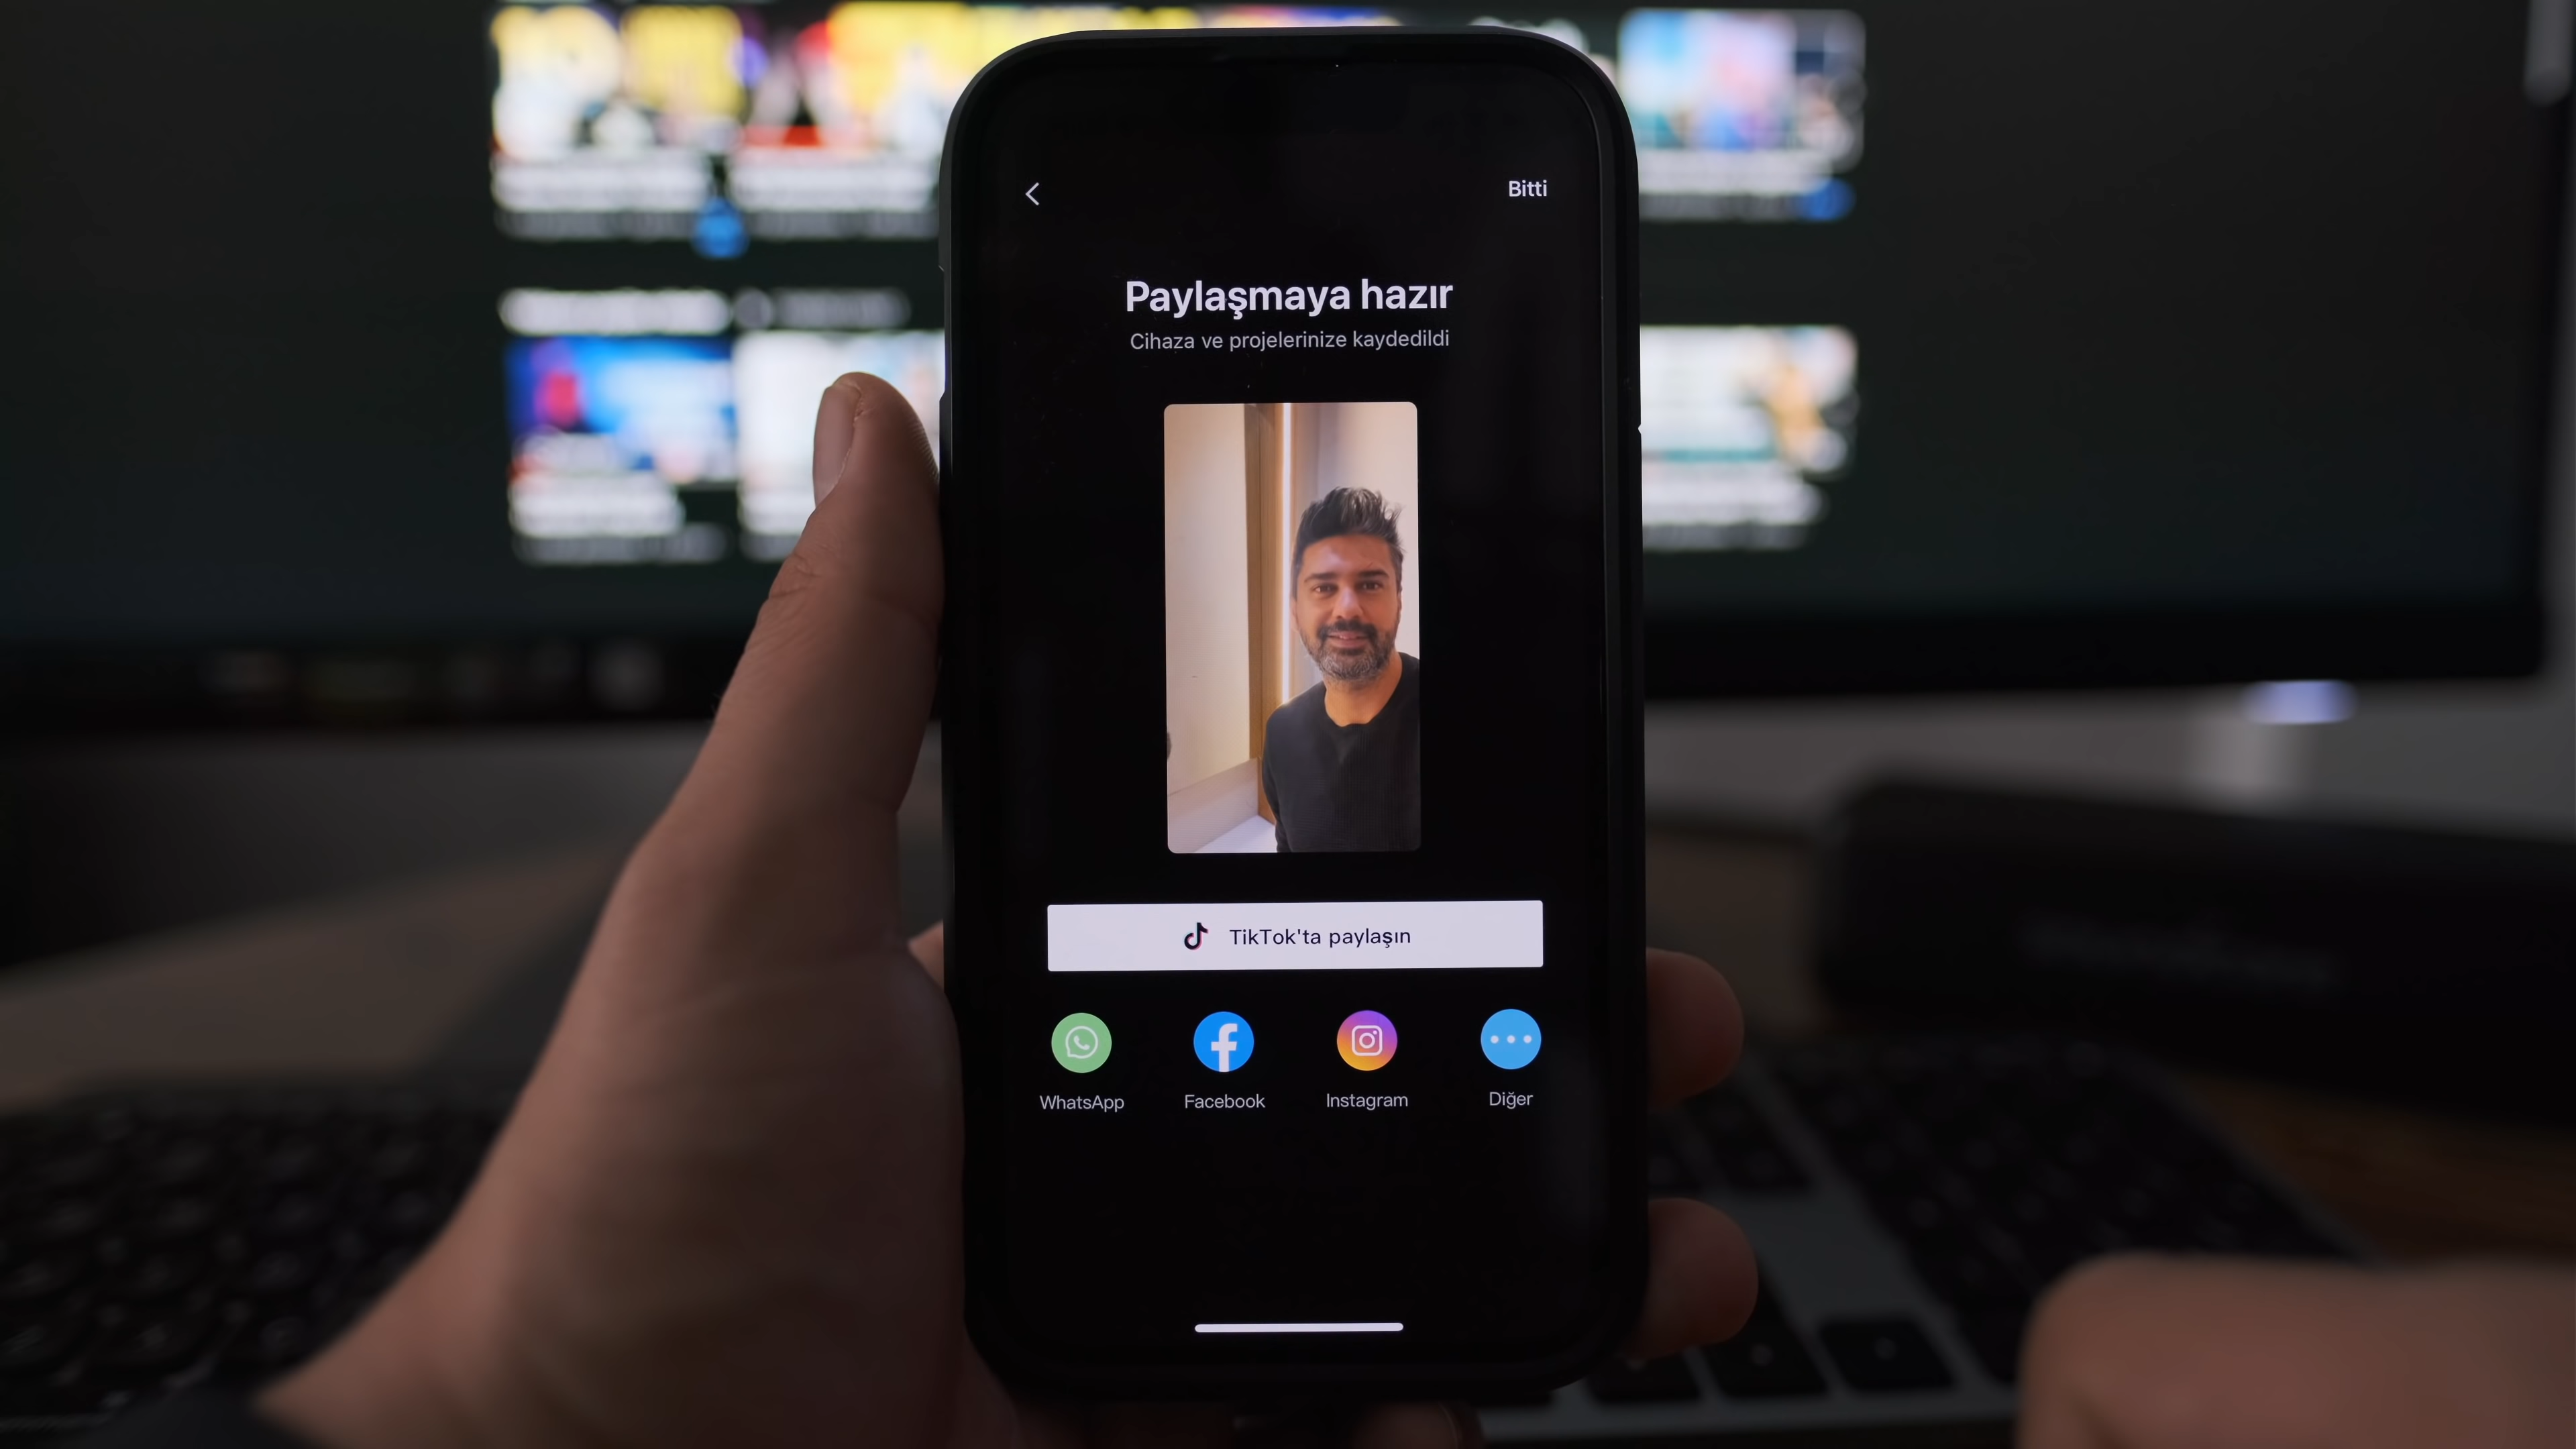 Bitti
Paylaşmaya hazır
Cihaza ve projelerinize kaydedildi
TikTok'ta paylaşın
WhatsApp
Facebook
Instagram
Diğer